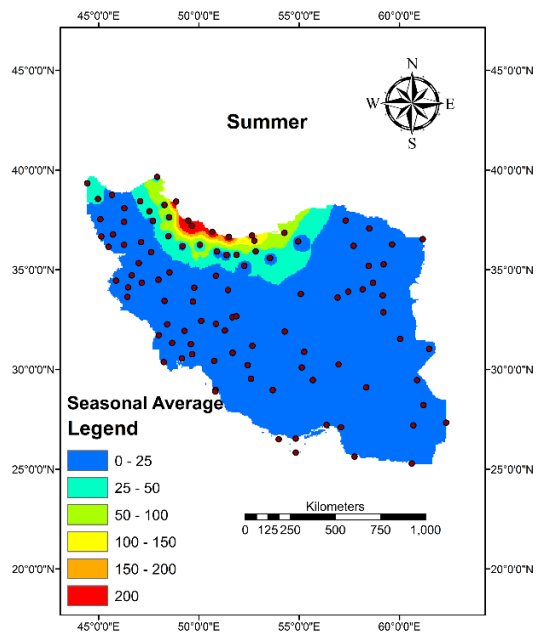 45°0'0"N 50°0'0"E 55°0'0"E 60°0'0"E
45°0'0"N 45°0'0"N
N
W E
S
Summer
40°0'0"N 40°0'0"N
35°0'0"N 35°0'0"N
30°0'0"N 30°0'0"N
Seasonal Average
Legend
0 - 25
25 - 50
50 - 100
100 - 150
150 - 200
200
25°0'0"N 25°0'0"N
Kilometers
0 125250 500 750 1,000
20°0'0"N 20°0'0"N
45°0'0"E 50°0'0"E 55°0'0"E 60°0'0"E